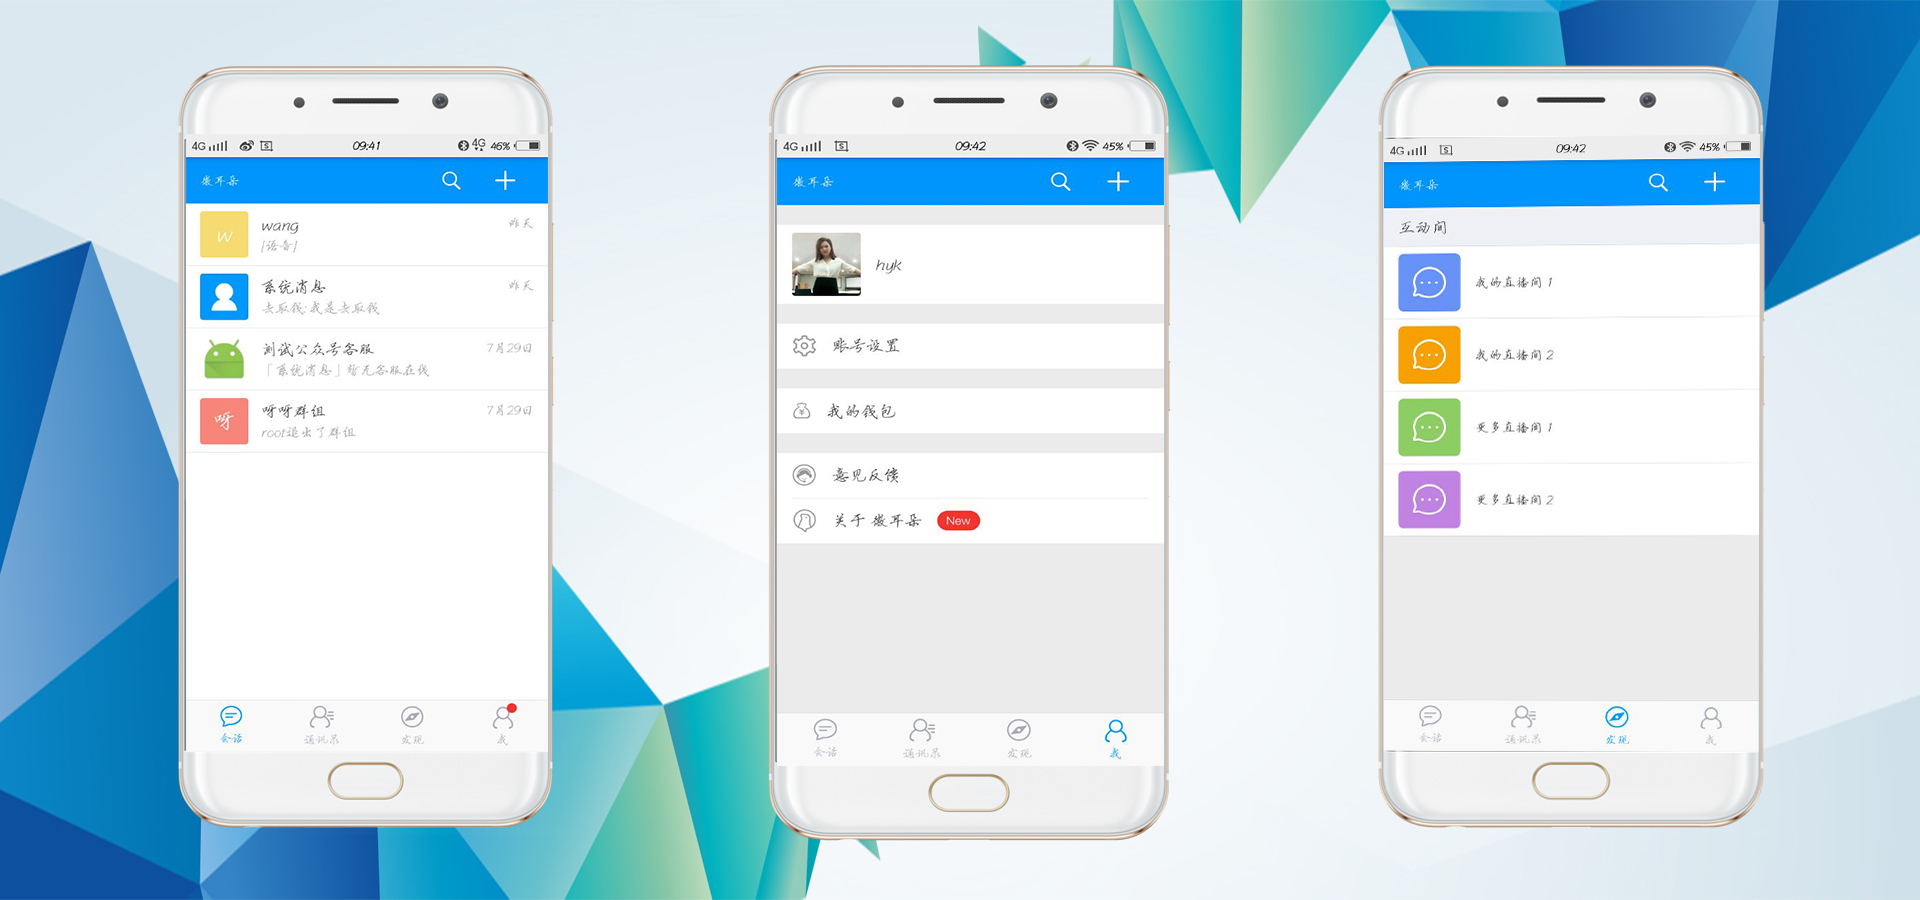 4G 09:41 4G 46%
微耳朵
w
wang 昨天
[语音]
系统消息 昨天
去取钱:我是去取钱
测试公众号客服 7月29日
「系统消息」暂无客服在线
呀
呀呀群组 7月29日
root退出了群组
会话 通讯录 发现 我
4G 09:42 45%
微耳朵
hyk
账号设置
我的钱包
意见反馈
关于 微耳朵 New
会话 通讯录 发现 我
4G 09:42 45%
微耳朵
互动间
我的直播间 1
我的直播间 2
更多直播间 1
更多直播间 2
会话 通讯录 发现 我